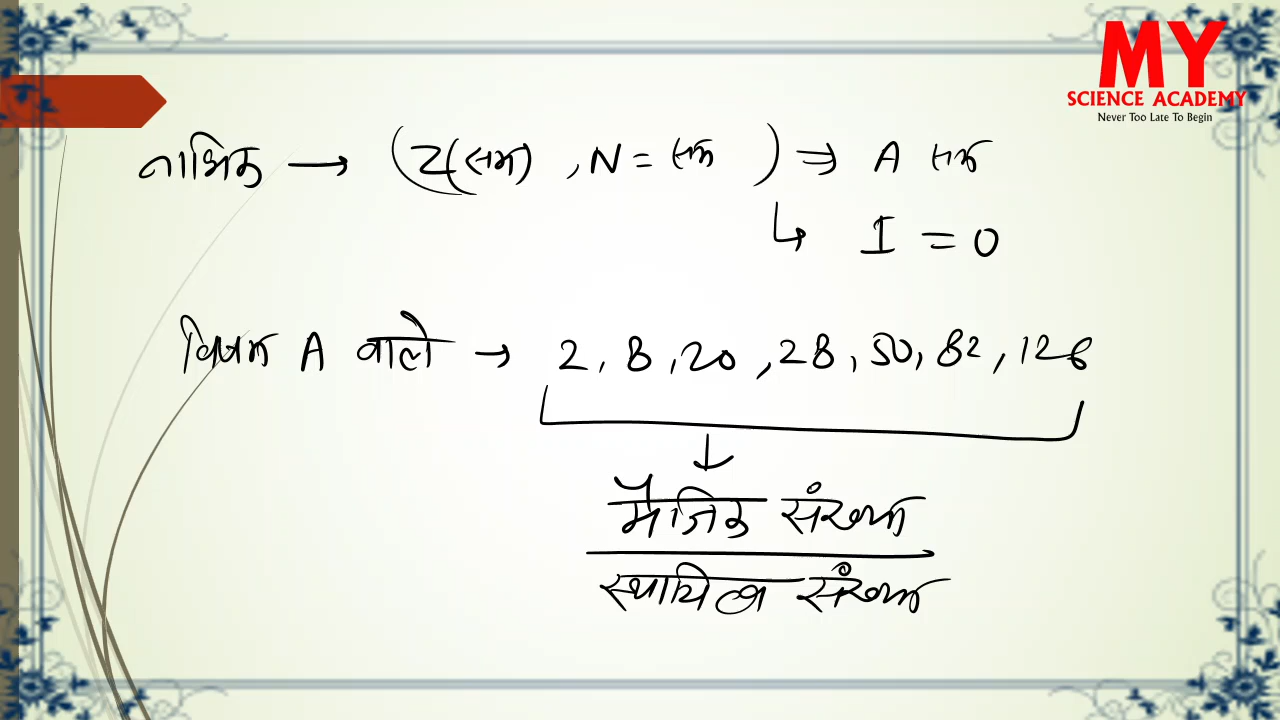 MY
SCIENCE ACADEMY
Never Too Late To Begin
नाभिक → (Z(सम) , N = सम ) ⇒ A सम
↳ I = 0
विषम A वाले → 2, 8, 20, 28, 50, 82, 126
↓
मैजिक संख्या
स्थायित्व संख्या